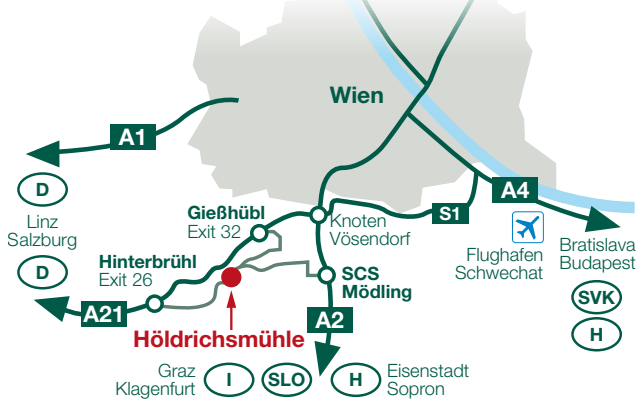 Wien
A1
D
Linz
Salzburg
D
A4
S1
Gießhübl
Exit 32
Knoten
Vösendorf
Flughafen
Schwechat
Bratislava
Budapest
SVK
H
Hinterbrühl
Exit 26
SCS
Mödling
A21
A2
Höldrichsmühle
Graz
Klagenfurt
I
SLO
H
Eisenstadt
Sopron